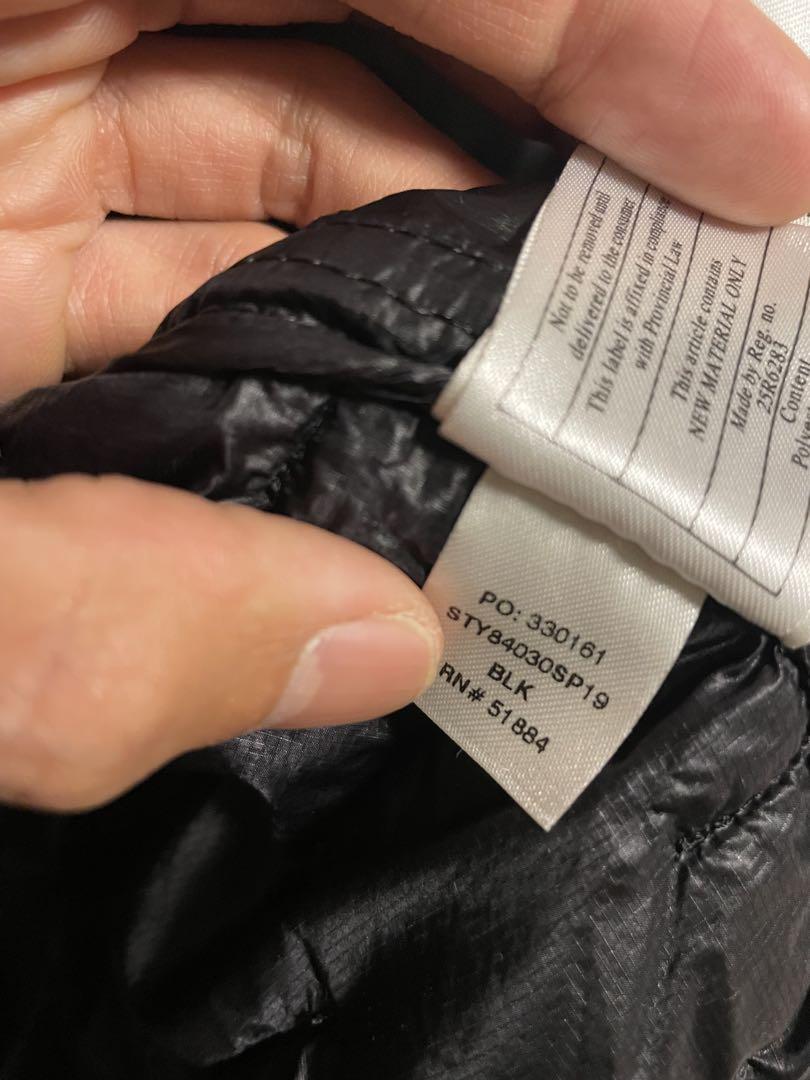 Not to be removed until
delivered to the consumer
This label is affixed in compliance
with Provincial Law
This article contains
NEW MATERIAL ONLY
Made by Reg. no.
25R6283
Content
PO: 330161
STY84030SP19
BLK
RN# 51884